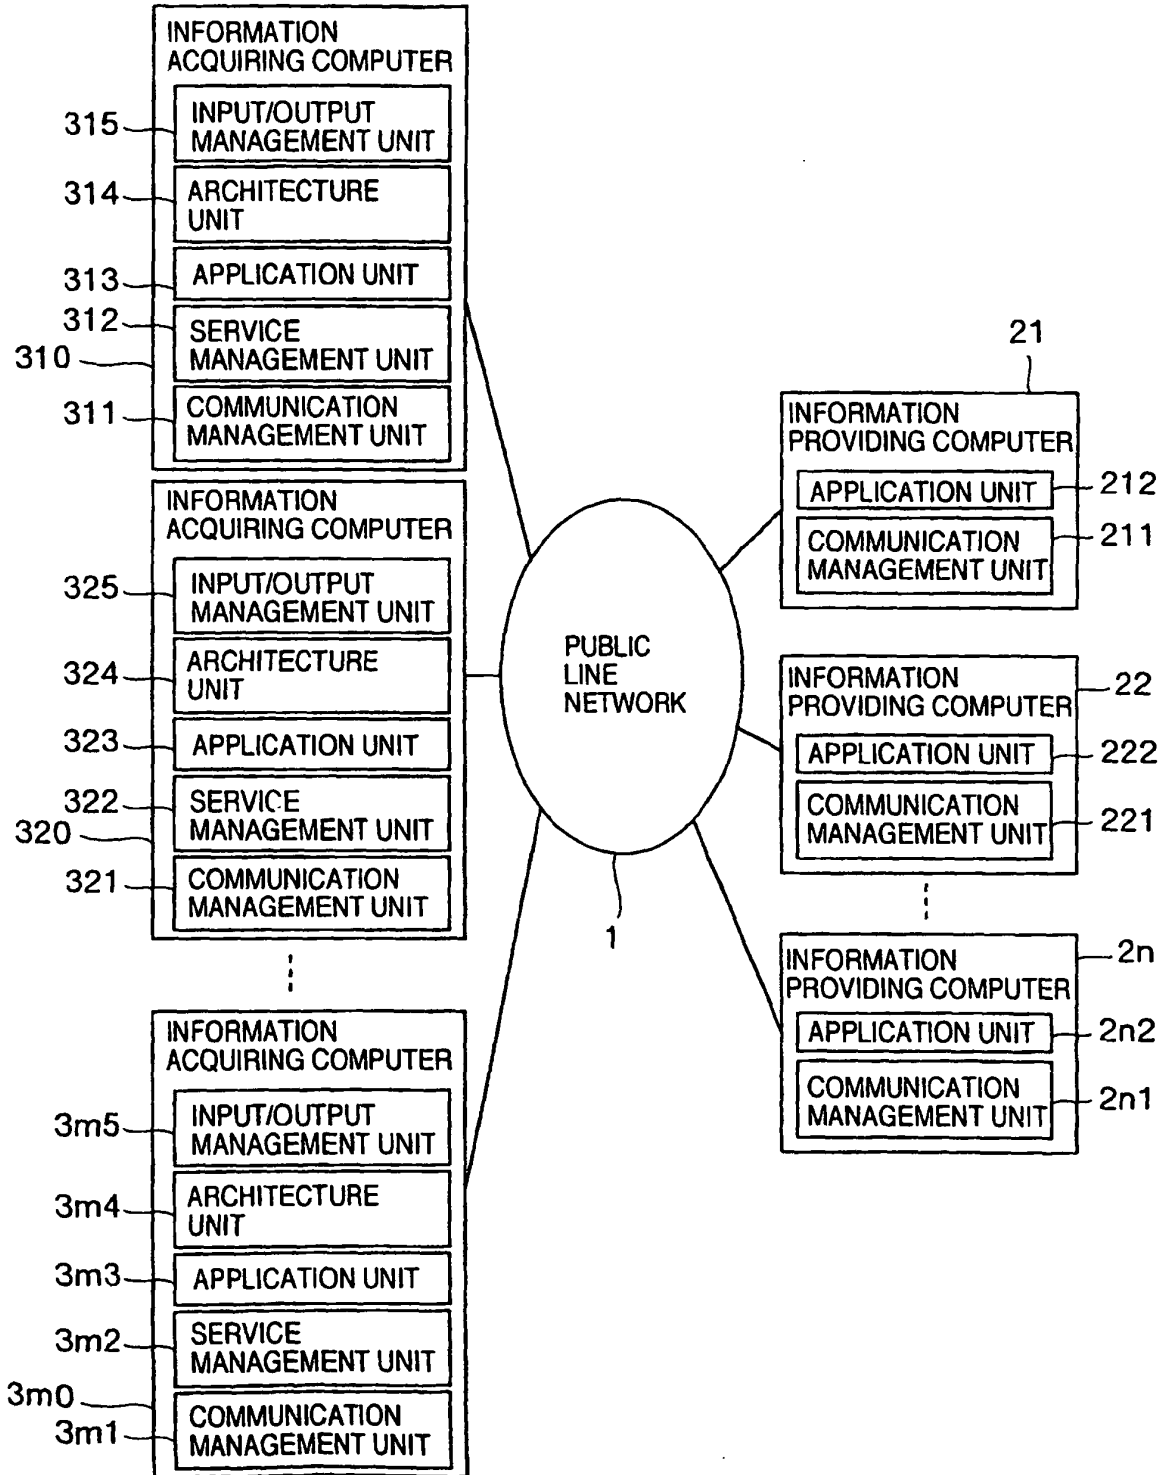 INFORMATION
ACQUIRING COMPUTER
315
INPUT/OUTPUT
MANAGEMENT UNIT
314
ARCHITECTURE
UNIT
313
APPLICATION UNIT
312
SERVICE
MANAGEMENT UNIT
310
311
COMMUNICATION
MANAGEMENT UNIT
INFORMATION
ACQUIRING COMPUTER
325
INPUT/OUTPUT
MANAGEMENT UNIT
324
ARCHITECTURE
UNIT
323
APPLICATION UNIT
322
SERVICE
MANAGEMENT UNIT
320
321
COMMUNICATION
MANAGEMENT UNIT
INFORMATION
ACQUIRING COMPUTER
3m5
INPUT/OUTPUT
MANAGEMENT UNIT
3m4
ARCHITECTURE
UNIT
3m3
APPLICATION UNIT
3m2
SERVICE
MANAGEMENT UNIT
3m0
3m1
COMMUNICATION
MANAGEMENT UNIT
PUBLIC
LINE
NETWORK
1
21
INFORMATION
PROVIDING COMPUTER
APPLICATION UNIT
212
COMMUNICATION
MANAGEMENT UNIT
211
INFORMATION
PROVIDING COMPUTER
22
APPLICATION UNIT
222
COMMUNICATION
MANAGEMENT UNIT
221
INFORMATION
PROVIDING COMPUTER
2n
APPLICATION UNIT
2n2
COMMUNICATION
MANAGEMENT UNIT
2n1